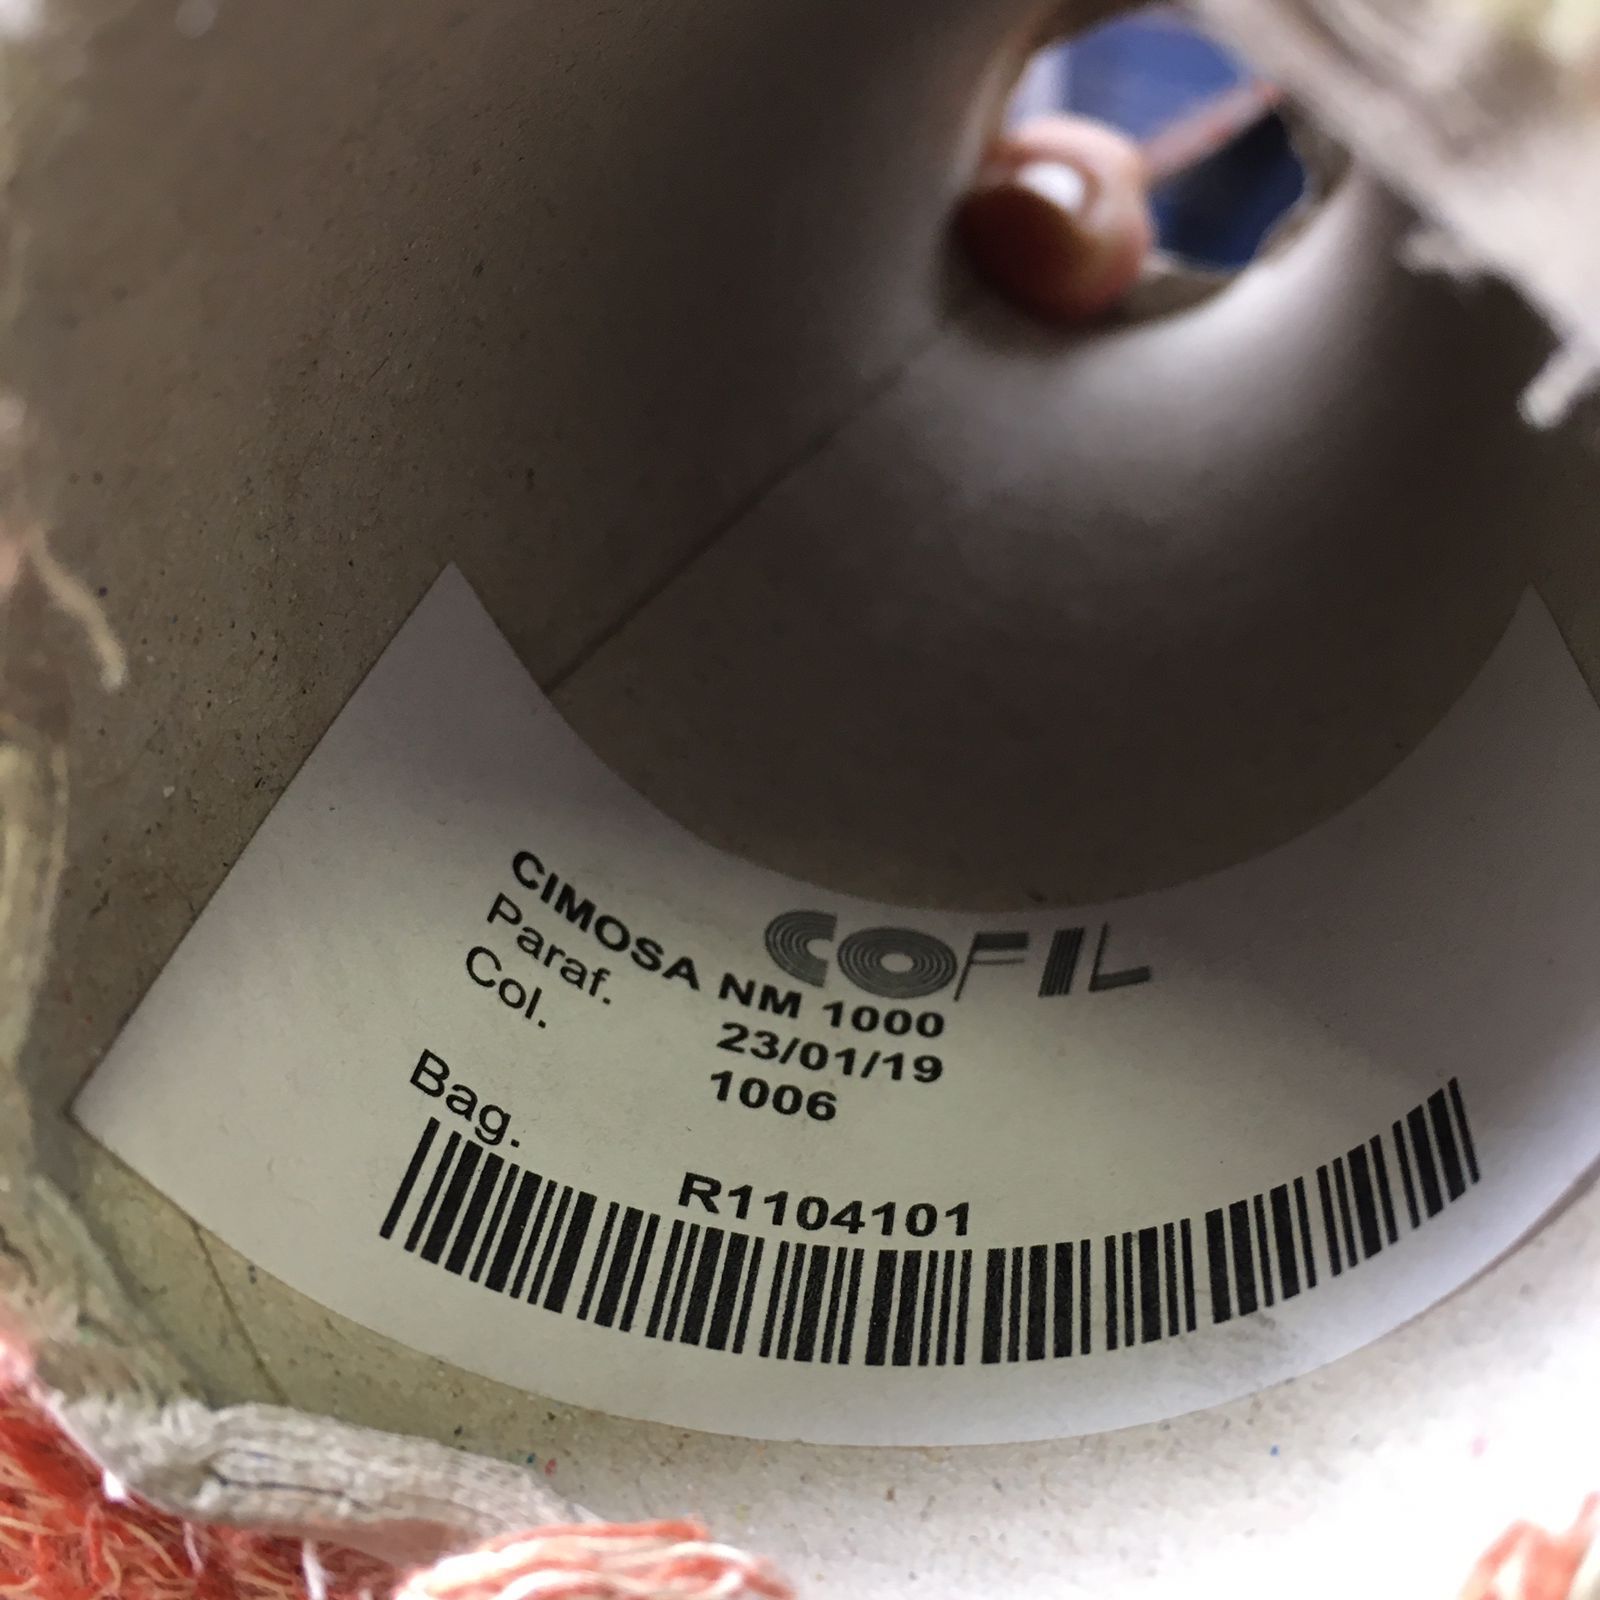 COFIL
CIMOSA NM 1000
Paraf. 23/01/19
Col. 1006
Bag. R1104101